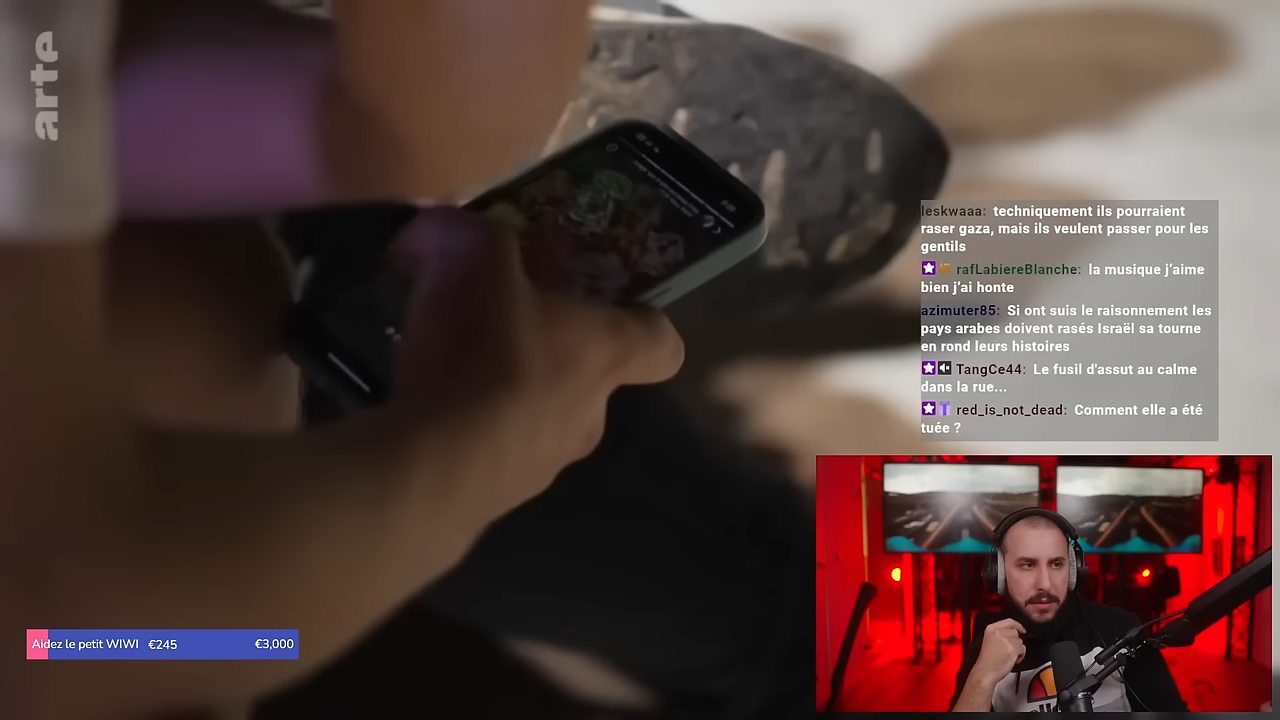 arte
leskwaaa: techniquement ils pourraient
raser gaza, mais ils veulent passer pour les
gentils
rafLabiereBlanche: la musique j'aime
bien j'ai honte
azimuter85: Si ont suis le raisonnement les
pays arabes doivent rasés Israël sa tourne
en rond leurs histoires
TangCe44: Le fusil d'assut au calme
dans la rue...
red_is_not_dead: Comment elle a été
tuée ?
Aidez le petit WIWI €245 €3,000